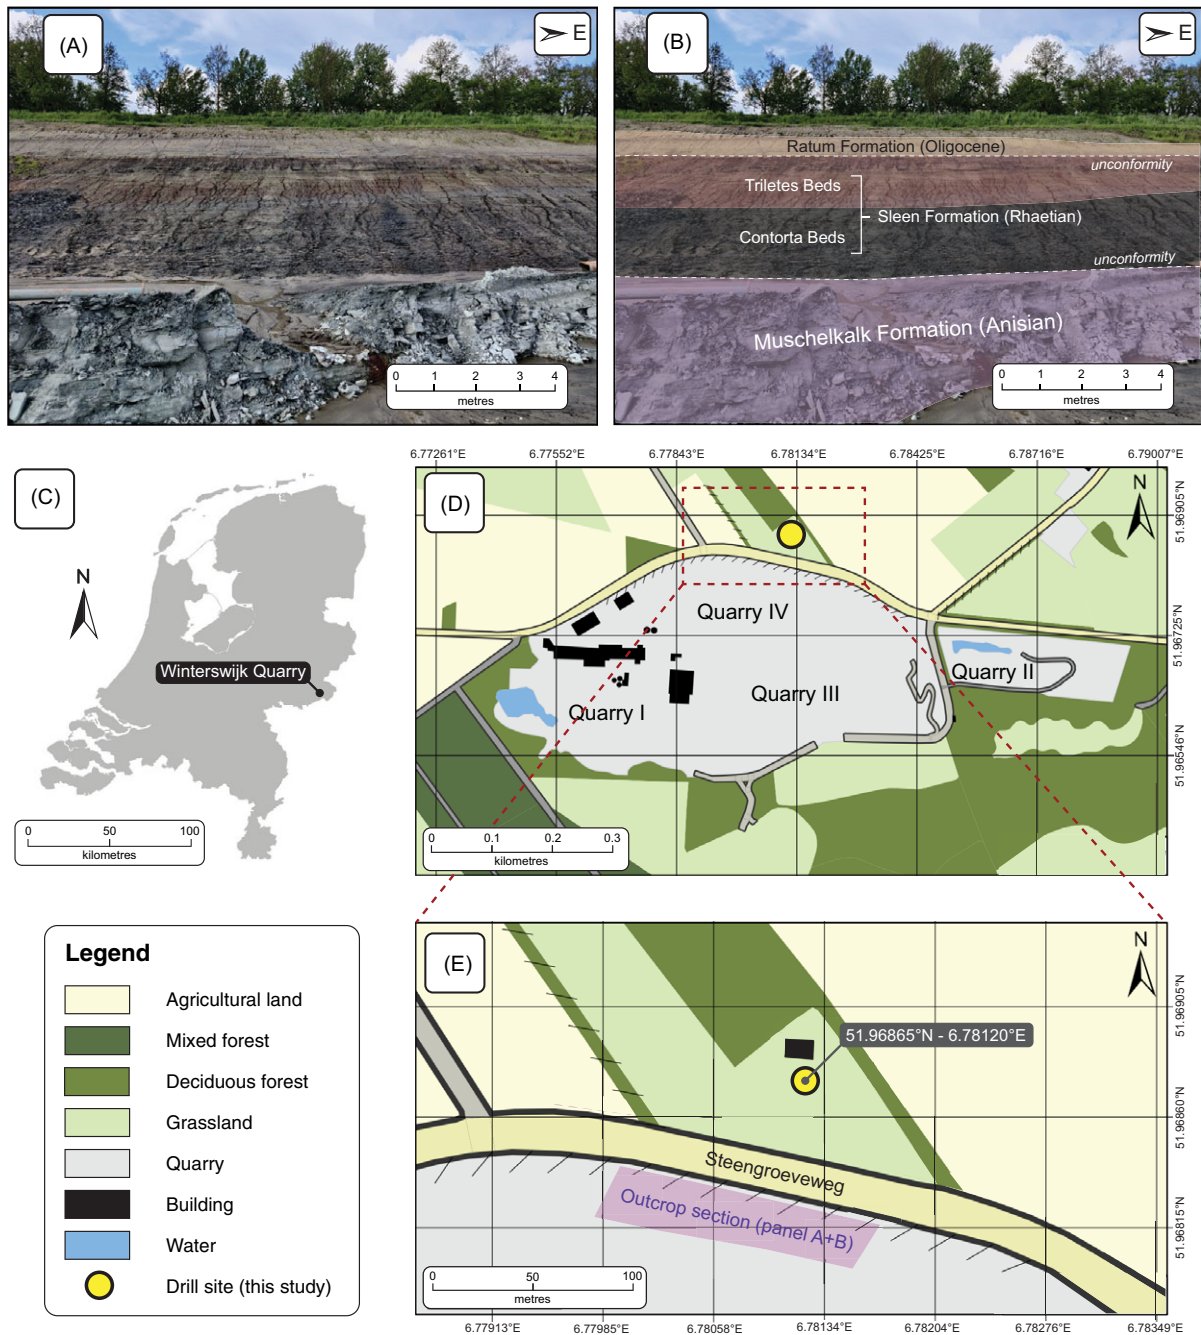 (A)
E
0 1 2 3 4
metres
(B)
E
Ratum Formation (Oligocene)
unconformity
Triletes Beds
Sleen Formation (Rhaetian)
Contorta Beds
unconformity
Muschelkalk Formation (Anisian)
0 1 2 3 4
metres
(C)
N
Winterswijk Quarry
0 50 100
kilometres
6.77261°E 6.77552°E 6.77843°E 6.78134°E 6.78425°E 6.78716°E 6.79007°E
(D)
N
51.96905°N
51.96725°N
51.96546°N
Quarry IV
Quarry II
Quarry III
Quarry I
0 0.1 0.2 0.3
kilometres
Legend
Agricultural land
Mixed forest
Deciduous forest
Grassland
Quarry
Building
Water
Drill site (this study)
(E)
N
51.96865°N - 6.78120°E
51.96905°N
51.96860°N
51.96815°N
Steengroeveweg
Outcrop section (panel A+B)
0 50 100
metres
6.77913°E 6.77985°E 6.78058°E 6.78134°E 6.78204°E 6.78276°E 6.78349°E